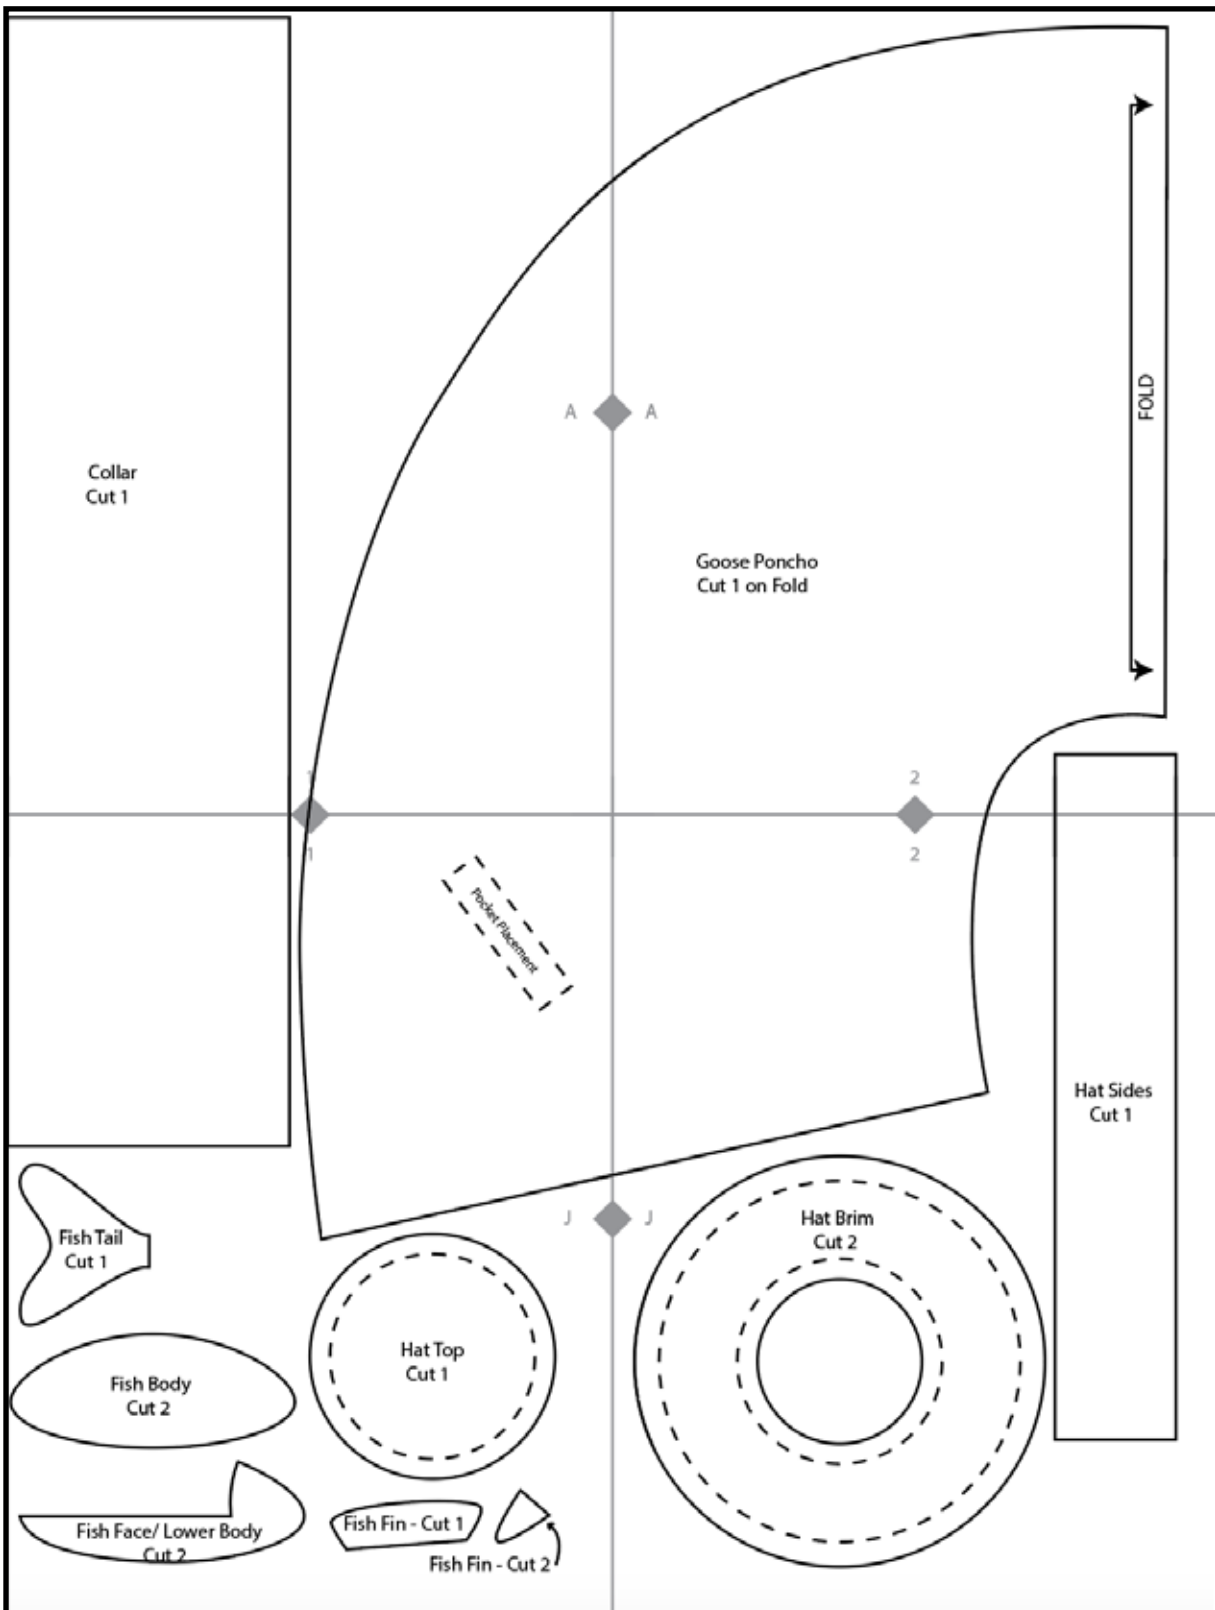 FOLD
A A
Collar
Cut 1
Goose Poncho
Cut 1 on Fold
1
2
1
2
Pocket Placement
Hat Sides
Cut 1
J J
Hat Brim
Cut 2
Fish Tail
Cut 1
Hat Top
Cut 1
Fish Body
Cut 2
Fish Face/ Lower Body
Cut 2
Fish Fin - Cut 1
Fish Fin - Cut 2